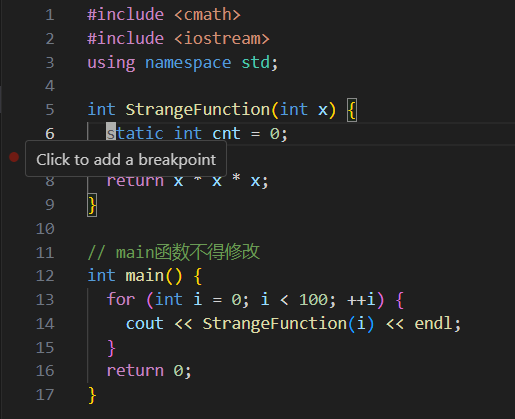 1 #include <cmath>
2 #include <iostream>
3 using namespace std;
4
5 int StrangeFunction(int x) {
6 static int cnt = 0;
Click to add a breakpoint
8 return x * x * x;
9 }
10
11 // main函数不得修改
12 int main() {
13 for (int i = 0; i < 100; ++i) {
14 cout << StrangeFunction(i) << endl;
15 }
16 return 0;
17 }